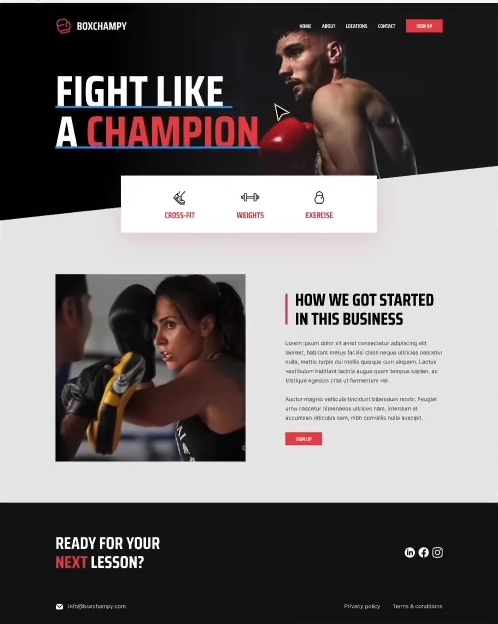 BOXCHAMPY
HOME ABOUT LOCATIONS CONTACT SIGN UP
FIGHT LIKE
A CHAMPION
CROSS-FIT WEIGHTS EXERCISE
HOW WE GOT STARTED
IN THIS BUSINESS
Lorem ipsum dolor sit amet consectetur adipiscing elit
laoreet, habitant metus facilisi class neque ultricies nascetur
nulla, mattis turpis dui mollis quisque cum aliquam. Lectus
vestibulum habitant lacinia augue quam tempus sapien, ac
tristique egestas cras ut fermentum vel.
Auctor magnis vehicula tincidunt bibendum morbi. Feugiat
urna nascetur himenaeos ultrices nam, interdum at
accumsan ridiculus sem, nibh convallis nulla suscipit.
SIGN UP
READY FOR YOUR
NEXT LESSON?
info@boxchampy.com
Privacy policy Terms & conditions